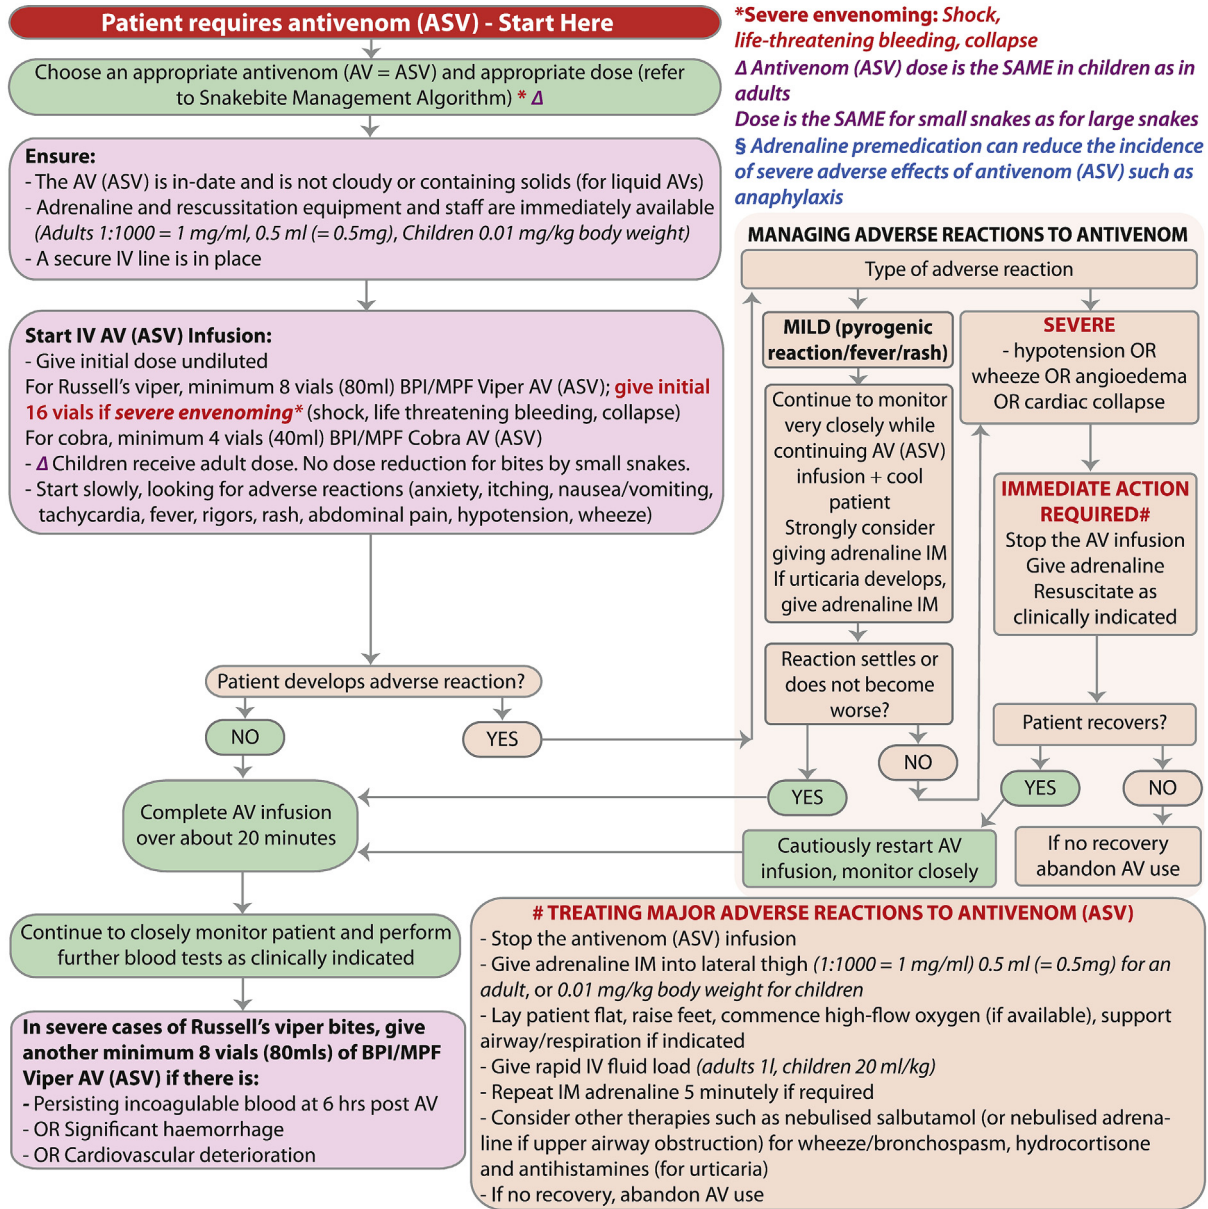 Patient requires antivenom (ASV) - Start Here
Choose an appropriate antivenom (AV = ASV) and appropriate dose (refer
to Snakebite Management Algorithm) * Δ
Ensure:
- The AV (ASV) is in-date and is not cloudy or containing solids (for liquid AVs)
- Adrenaline and rescussitation equipment and staff are immediately available
(Adults 1:1000 = 1 mg/ml, 0.5 ml (= 0.5mg), Children 0.01 mg/kg body weight)
- A secure IV line is in place
Start IV AV (ASV) Infusion:
- Give initial dose undiluted
For Russell's viper, minimum 8 vials (80ml) BPI/MPF Viper AV (ASV); give initial
16 vials if severe envenoming* (shock, life threatening bleeding, collapse)
For cobra, minimum 4 vials (40ml) BPI/MPF Cobra AV (ASV)
- Δ Children receive adult dose. No dose reduction for bites by small snakes.
- Start slowly, looking for adverse reactions (anxiety, itching, nausea/vomiting,
tachycardia, fever, rigors, rash, abdominal pain, hypotension, wheeze)
Patient develops adverse reaction?
NO
YES
Complete AV infusion
over about 20 minutes
Continue to closely monitor patient and perform
further blood tests as clinically indicated
In severe cases of Russell's viper bites, give
another minimum 8 vials (80mls) of BPI/MPF
Viper AV (ASV) if there is:
- Persisting incoagulable blood at 6 hrs post AV
- OR Significant haemorrhage
- OR Cardiovascular deterioration
*Severe envenoming: Shock,
life-threatening bleeding, collapse
Δ Antivenom (ASV) dose is the SAME in children as in
adults
Dose is the SAME for small snakes as for large snakes
§ Adrenaline premedication can reduce the incidence
of severe adverse effects of antivenom (ASV) such as
anaphylaxis
MANAGING ADVERSE REACTIONS TO ANTIVENOM
Type of adverse reaction
MILD (pyrogenic
reaction/fever/rash)
Continue to monitor
very closely while
continuing AV (ASV)
infusion + cool
patient
Strongly consider
giving adrenaline IM
If urticaria develops,
give adrenaline IM
Reaction settles or
does not become
worse?
NO
YES
SEVERE
- hypotension OR
wheeze OR angioedema
OR cardiac collapse
IMMEDIATE ACTION
REQUIRED#
Stop the AV infusion
Give adrenaline
Resuscitate as
clinically indicated
Patient recovers?
YES
NO
Cautiously restart AV
infusion, monitor closely
If no recovery
abandon AV use
# TREATING MAJOR ADVERSE REACTIONS TO ANTIVENOM (ASV)
- Stop the antivenom (ASV) infusion
- Give adrenaline IM into lateral thigh (1:1000 = 1 mg/ml) 0.5 ml (= 0.5mg) for an
adult, or 0.01 mg/kg body weight for children
- Lay patient flat, raise feet, commence high-flow oxygen (if available), support
airway/respiration if indicated
- Give rapid IV fluid load (adults 1l, children 20 ml/kg)
- Repeat IM adrenaline 5 minutely if required
- Consider other therapies such as nebulised salbutamol (or nebulised adrena-
line if upper airway obstruction) for wheeze/bronchospasm, hydrocortisone
and antihistamines (for urticaria)
- If no recovery, abandon AV use